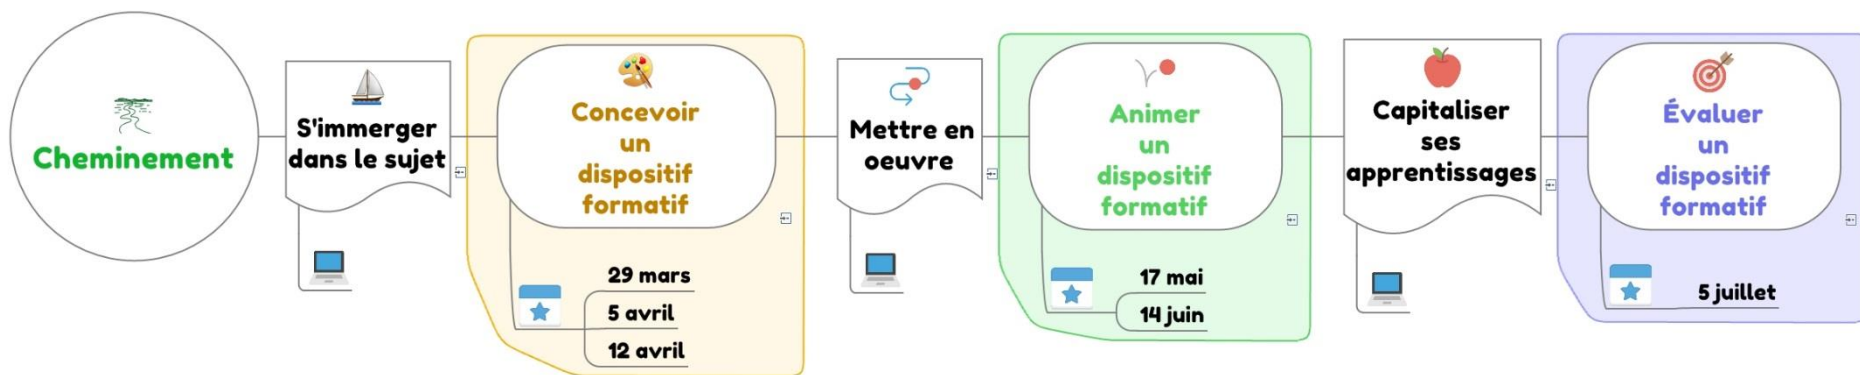 Cheminement
S'immerger
dans le sujet
Concevoir
un
dispositif
formatif
29 mars
5 avril
12 avril
Mettre en
oeuvre
Animer
un
dispositif
formatif
17 mai
14 juin
Capitaliser
ses
apprentissages
Évaluer
un
dispositif
formatif
5 juillet